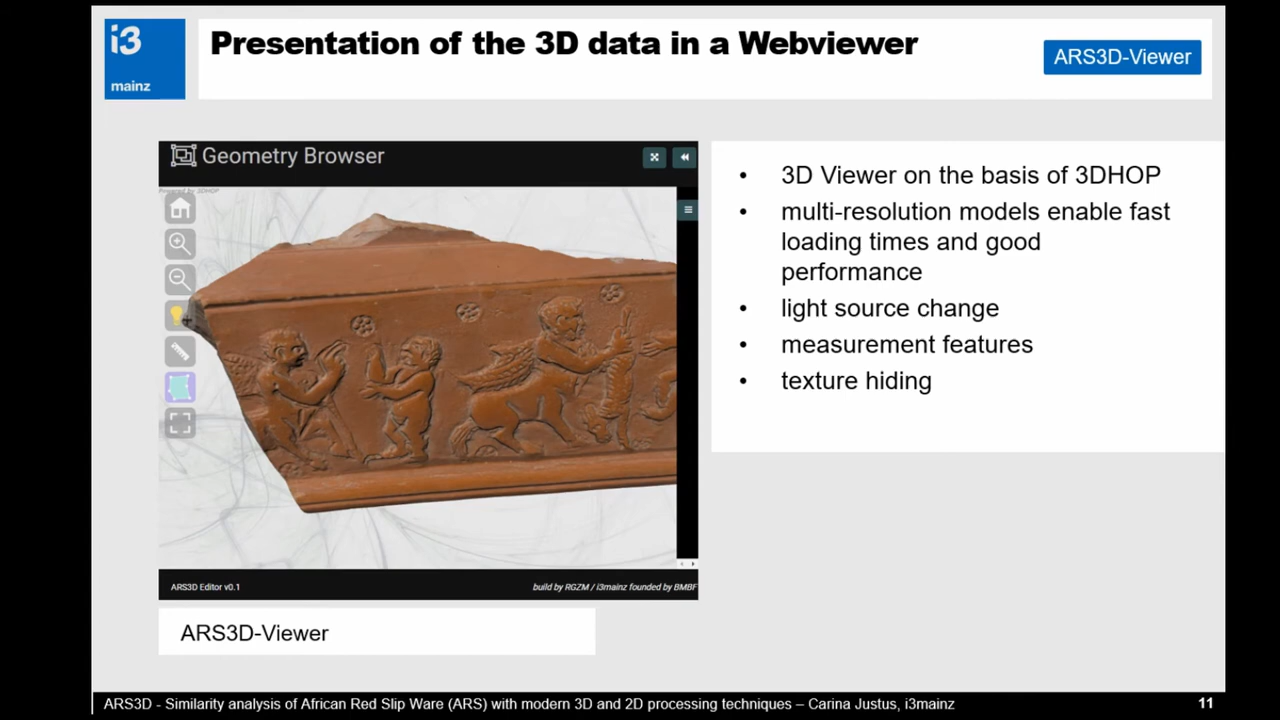 i3
mainz
Presentation of the 3D data in a Webviewer
ARS3D-Viewer
Geometry Browser
Powered by 3DHOP
• 3D Viewer on the basis of 3DHOP
• multi-resolution models enable fast
loading times and good
performance
• light source change
• measurement features
• texture hiding
ARS3D Editor v0.1
build by RGZM / i3mainz founded by BMBF
ARS3D-Viewer
ARS3D - Similarity analysis of African Red Slip Ware (ARS) with modern 3D and 2D processing techniques – Carina Justus, i3mainz
11